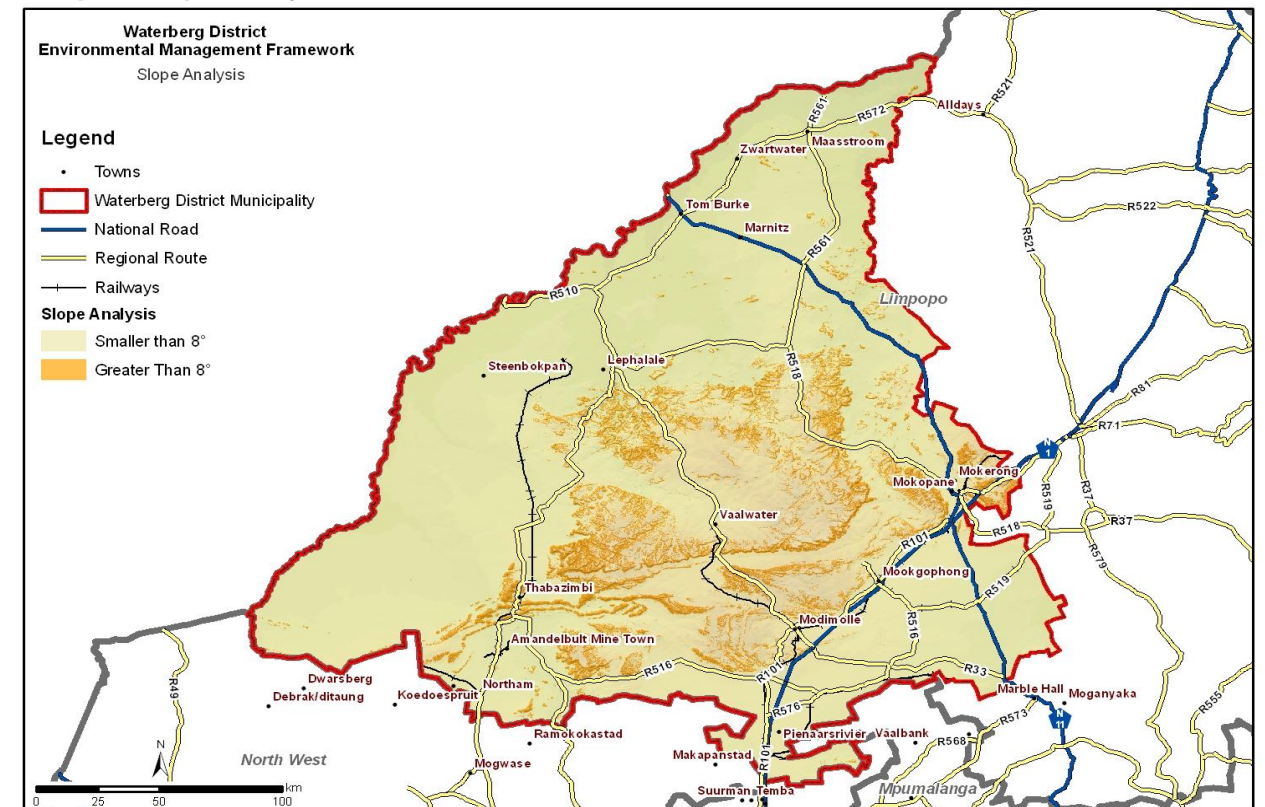 Waterberg District
Environmental Management Framework
Slope Analysis
Legend
Towns
Waterberg District Municipality
National Road
Regional Route
Railways
Slope Analysis
Smaller than 8°
Greater Than 8°
R561
R572
Alldays
R521
Maasstroom
Zwartwater
Tom Burke
R522
Marnitz
R521
R561
R510
Limpopo
Steenbokpan
Lephalale
R518
R81
R71
N
1
Mokerong
Mokopane
R519
R37
Vaalwater
R518
R37
R101
R579
Mookgophong
Thabazimbi
R519
Modimolle
R516
Amandelbult Mine Town
R516
R101
R33
R49
Dwarsberg
Northam
Marble Hall
Moganyaka
Debrak/ditaung
Koedoespruit
R555
R576
R573
N
11
Ramokokastad
Pienaarsrivier
Vaalbank
R568
N
North West
Makapanstad
R101
Mogwase
Suurman
Temba
Mpumalanga
km
0
25
50
100